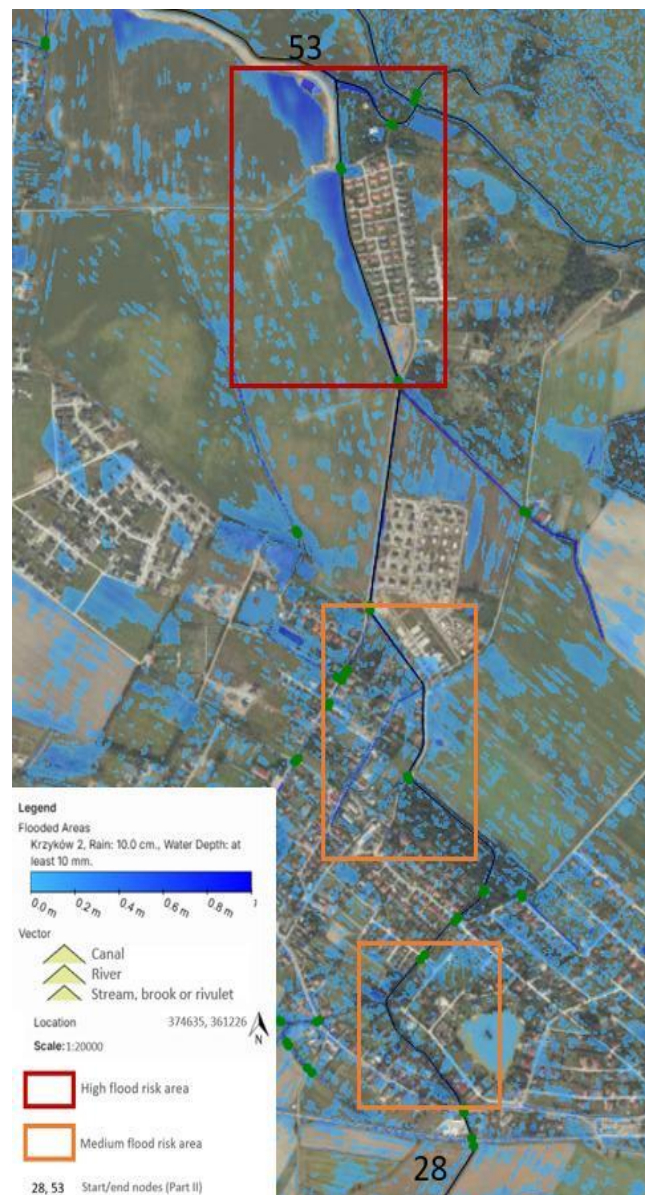 53
28
Legend
Flooded Areas
Krzyków 2, Rain: 10.0 cm., Water Depth: at
least 10 mm.
0.0 m 0.2 m 0.4 m 0.6 m 0.8 m 1
Vector
Canal
River
Stream, brook or rivulet
Location 374635, 361226
N
Scale:1:20000
High flood risk area
Medium flood risk area
28, 53 Start/end nodes (Part II)